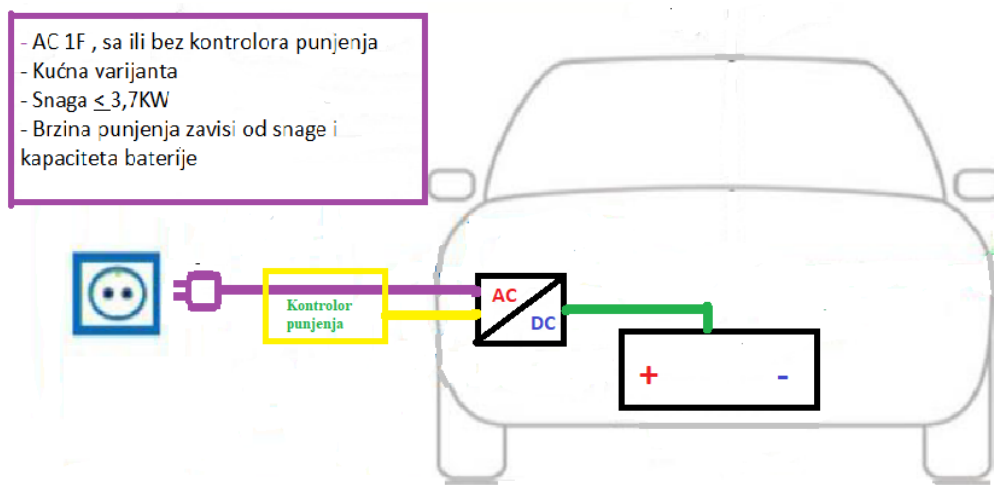 - AC 1F , sa ili bez kontrolora punjenja
- Kućna varijanta
- Snaga < 3,7KW
- Brzina punjenja zavisi od snage i
kapaciteta baterije
Kontrolor
punjenja
AC
DC
+ -